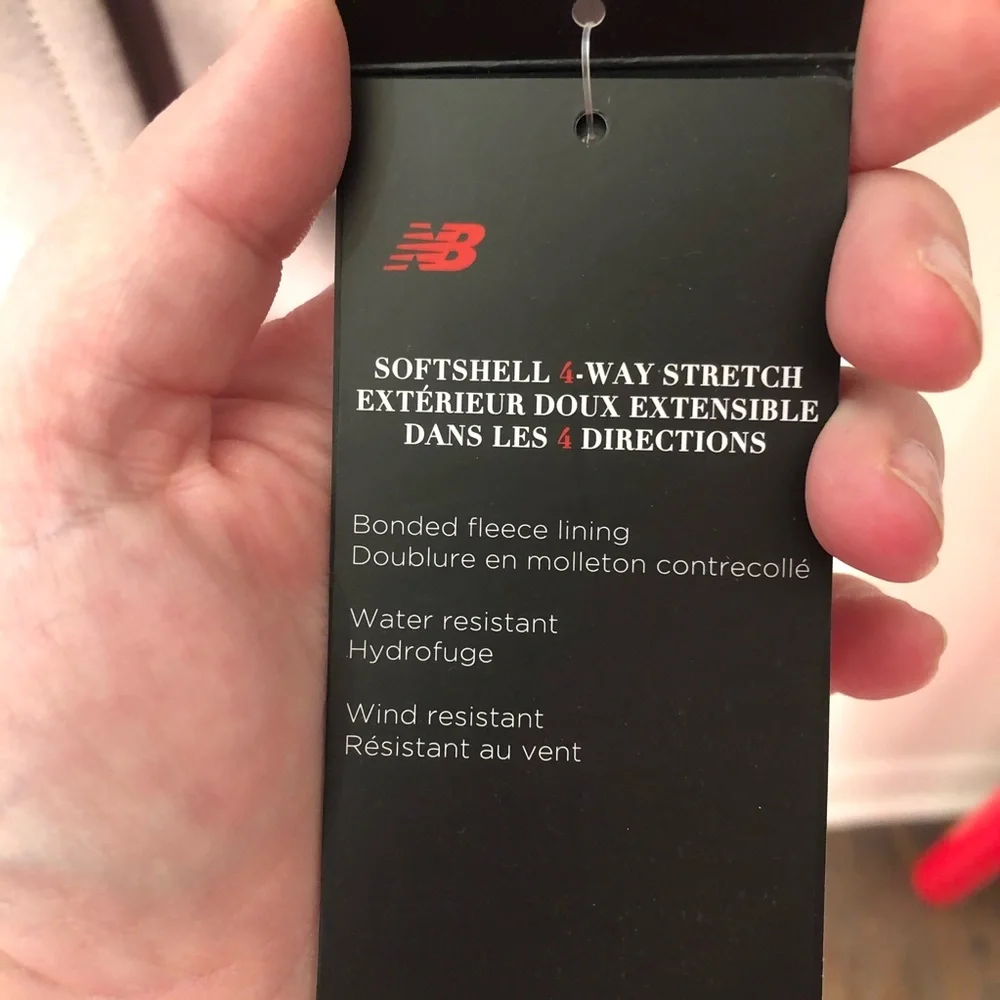 NB
SOFTSHELL 4-WAY STRETCH
EXTÉRIEUR DOUX EXTENSIBLE
DANS LES 4 DIRECTIONS
Bonded fleece lining
Doublure en molleton contrecollé
Water resistant
Hydrofuge
Wind resistant
Résistant au vent